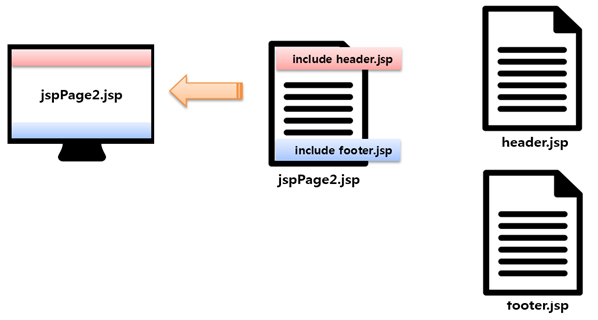 jspPage2.jsp
include header.jsp
include footer.jsp
jspPage2.jsp
header.jsp
footer.jsp